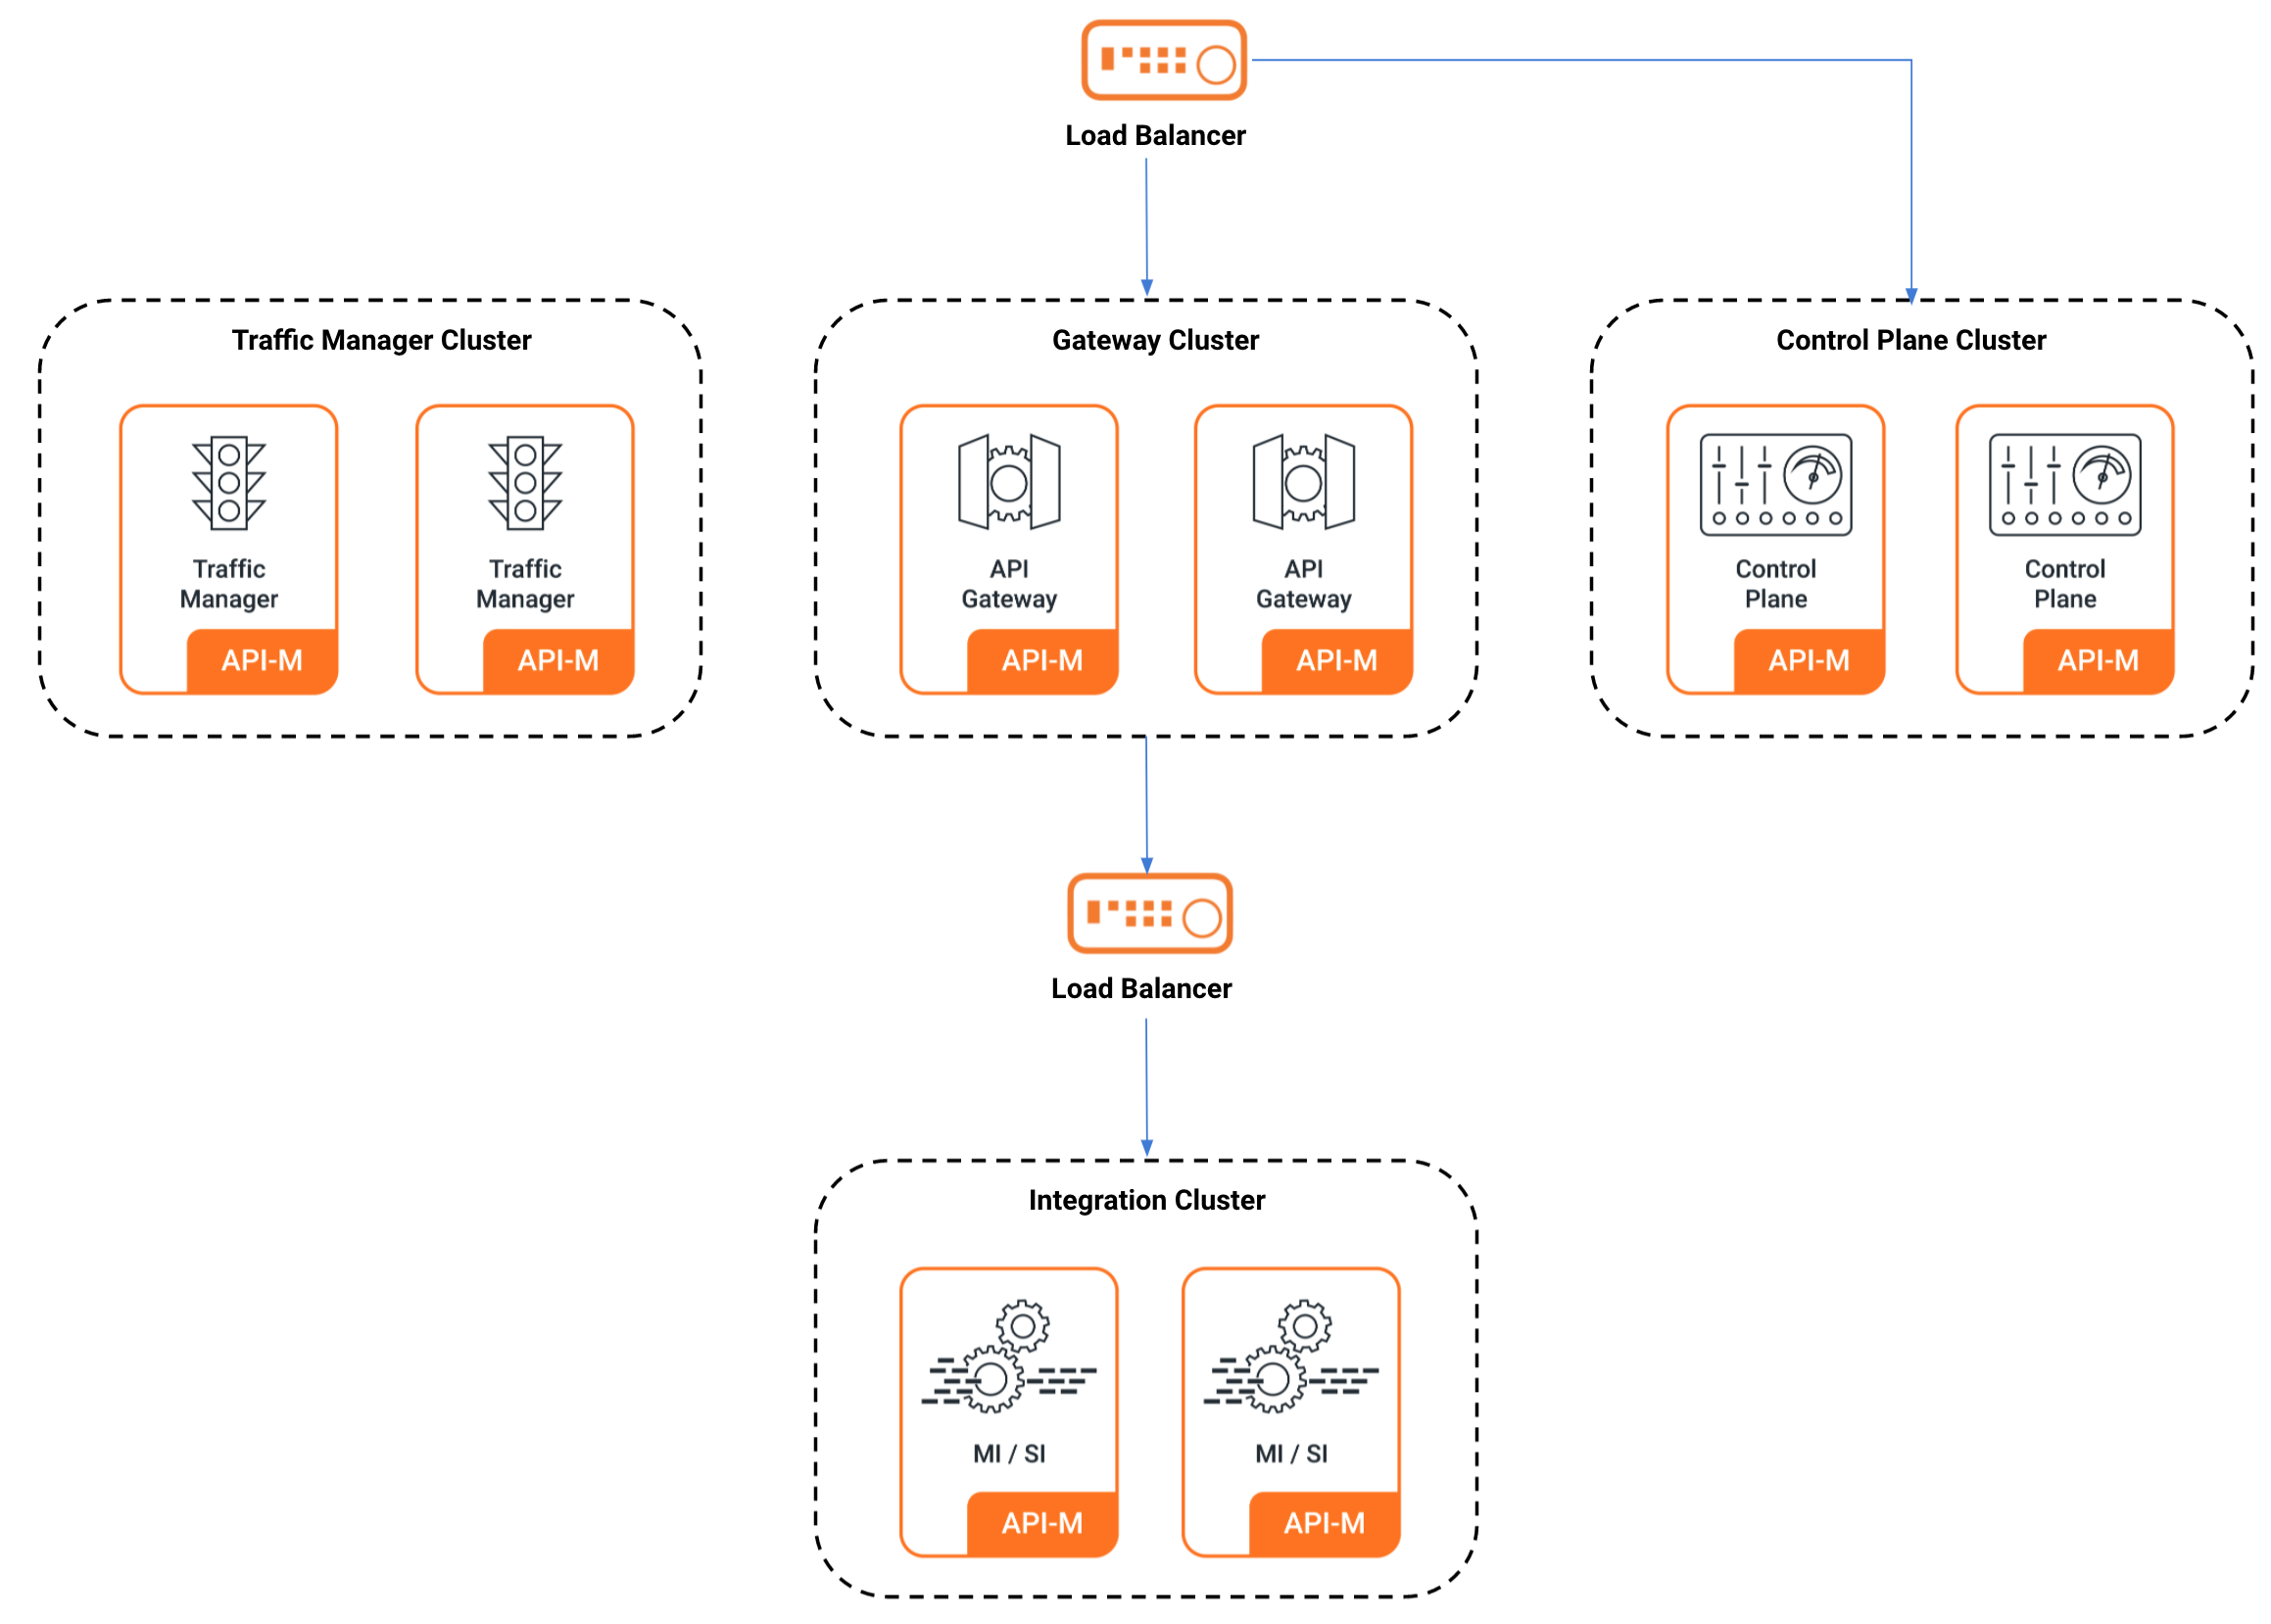 Load Balancer
Traffic Manager Cluster
Traffic
Manager
API-M
Traffic
Manager
API-M
Gateway Cluster
API
Gateway
API-M
API
Gateway
API-M
Control Plane Cluster
Control
Plane
API-M
Control
Plane
API-M
Load Balancer
Integration Cluster
MI / SI
API-M
MI / SI
API-M